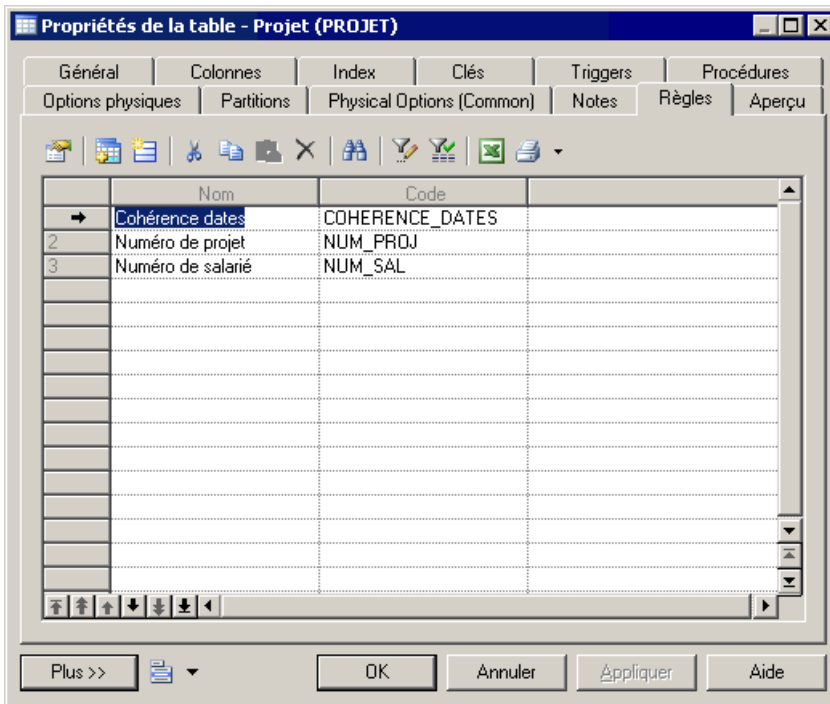 Propriétés de la table - Projet (PROJET)
Général Colonnes Index Clés Triggers Procédures
Options physiques Partitions Physical Options (Common) Notes Règles Aperçu
Nom Code
Cohérence dates COHERENCE_DATES
2 Numéro de projet NUM_PROJ
3 Numéro de salarié NUM_SAL
Plus >> OK Annuler Appliquer Aide